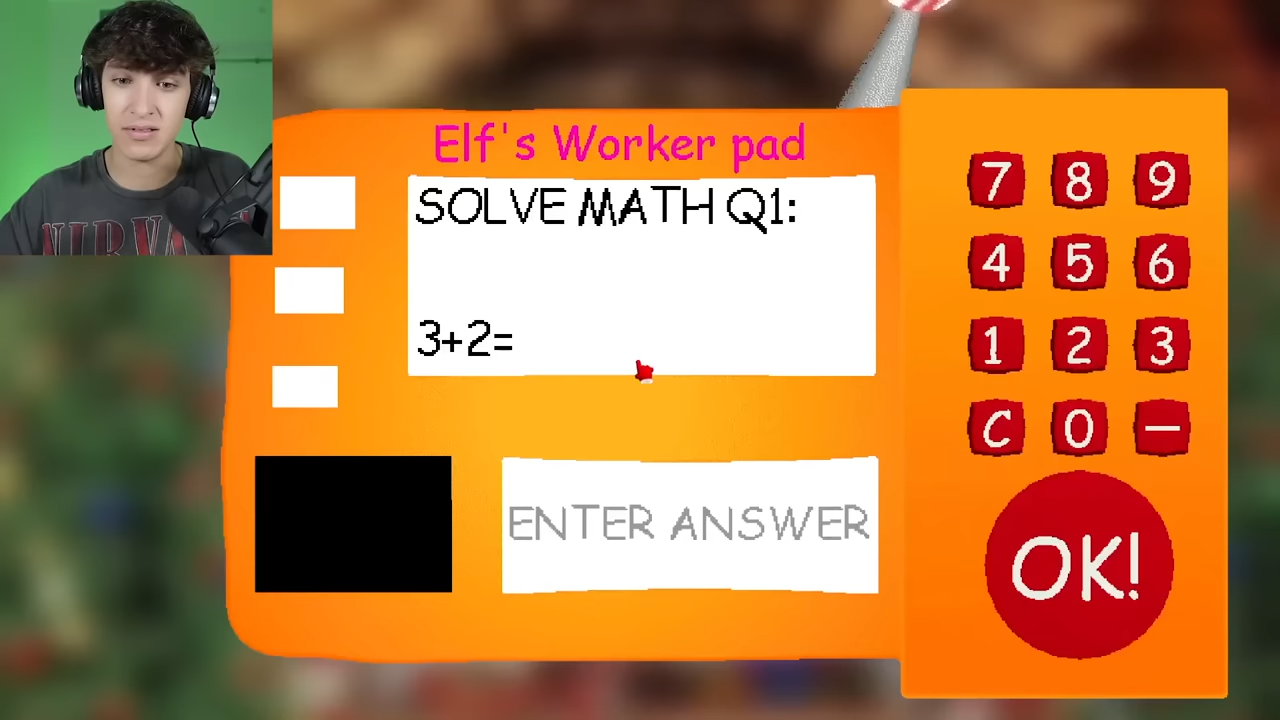 Elf's Worker pad
SOLVE MATH Q1:
3+2=
ENTER ANSWER
7 8 9
4 5 6
1 2 3
C 0 —
OK!
NIRVA